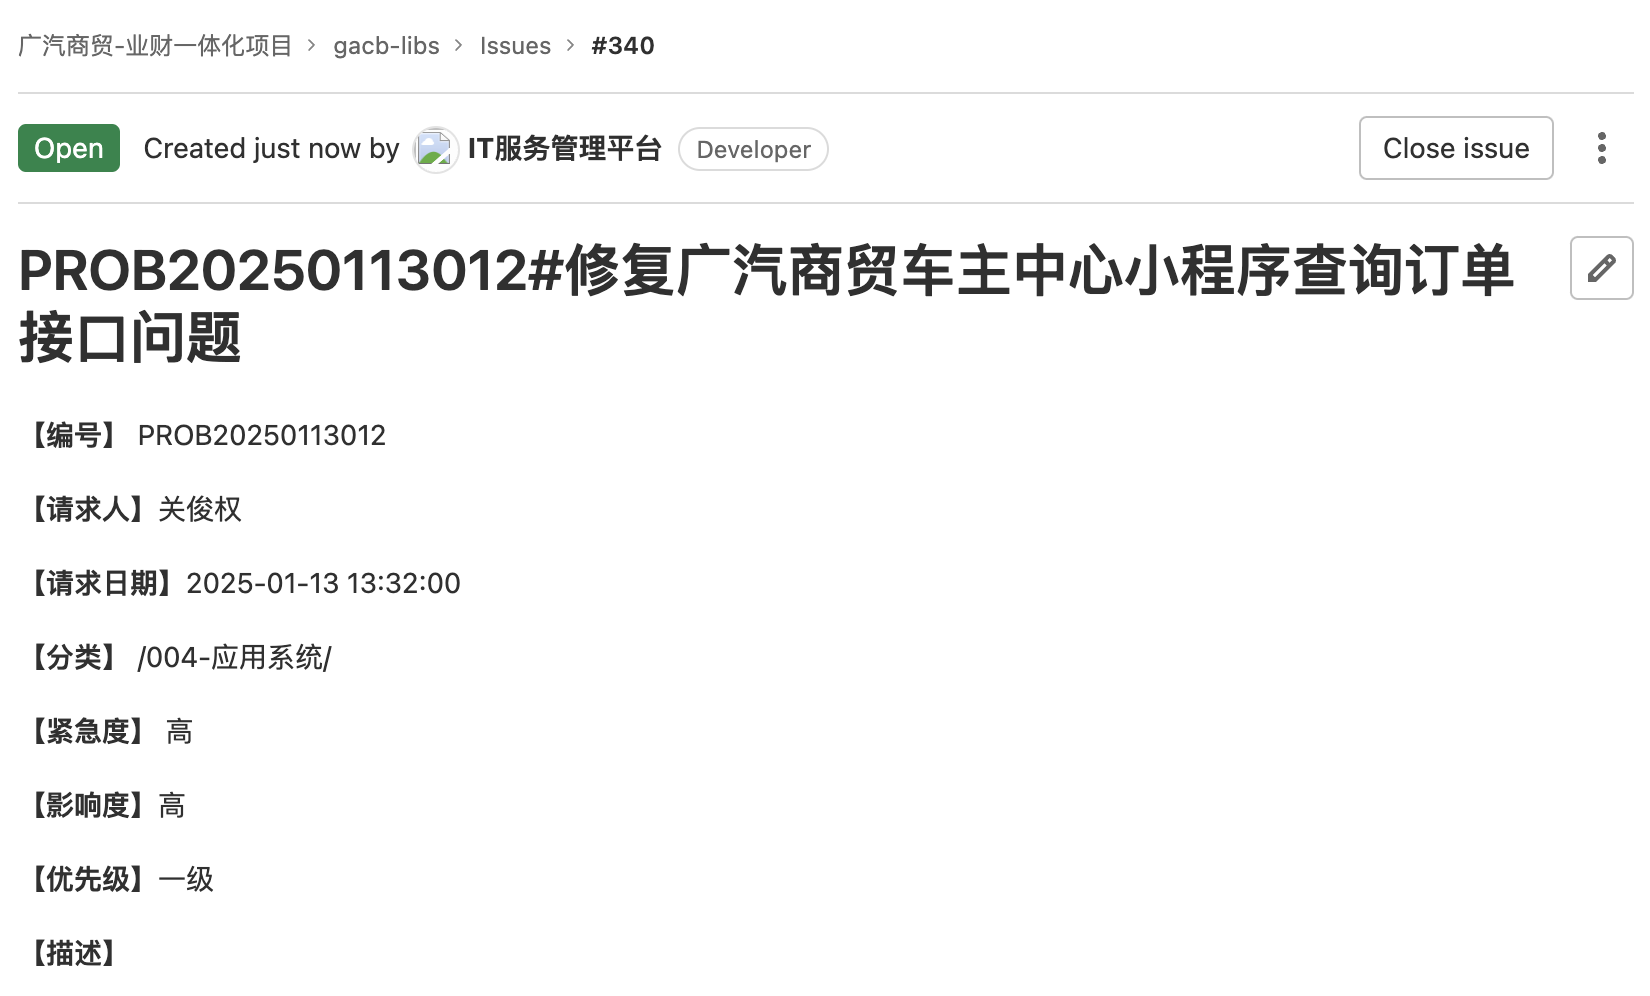 广汽商贸-业财一体化项目 > gacb-libs > Issues > #340
Open Created just now by IT服务管理平台 Developer Close issue
PROB20250113012#修复广汽商贸车主中心小程序查询订单
接口问题
【编号】 PROB20250113012
【请求人】关俊权
【请求日期】2025-01-13 13:32:00
【分类】 /004-应用系统/
【紧急度】 高
【影响度】高
【优先级】一级
【描述】